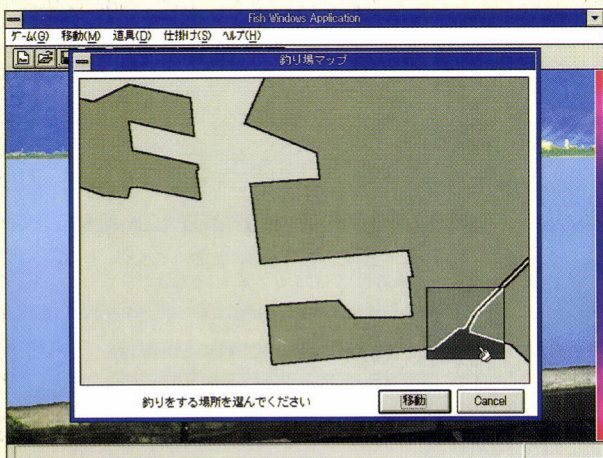 Fish Windows Application
ゲーム(G) 移動(M) 道具(D) 仕掛け(S) ヘルプ(H)
釣り場マップ
釣りをする場所を選んでください
移動 Cancel